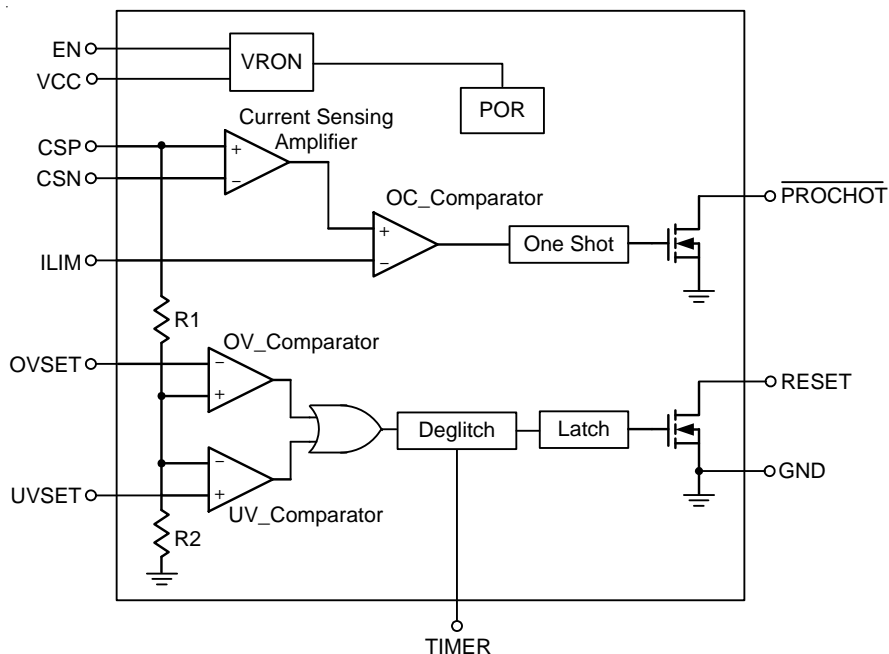 EN
VRON
VCC
POR
Current Sensing
Amplifier
CSP
+
−
CSN
OC_Comparator
PROCHOT
+
−
One Shot
ILIM
R1
OV_Comparator
OVSET
−
+
RESET
Deglitch
Latch
−
+
UVSET
GND
UV_Comparator
R2
TIMER